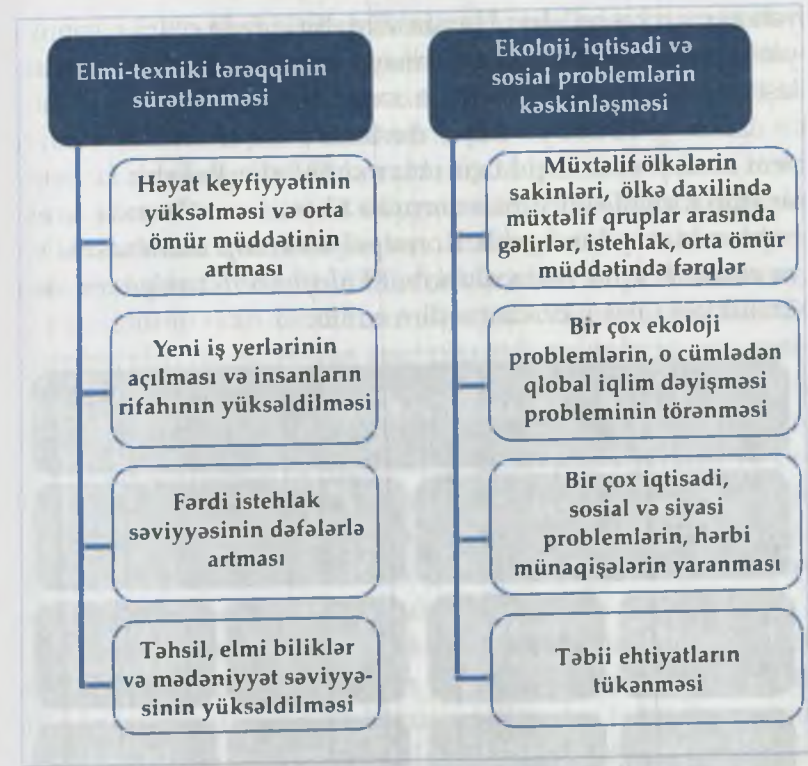 Elmi-texniki tərəqqinin
sürətlənməsi
Həyat keyfiyyətinin
yüksəlməsi və orta
ömür müddətinin
artması
Yeni iş yerlərinin
açılması və insanların
rifahının yüksəldilməsi
Fərdi istehlak
səviyyəsinin dəfələrlə
artması
Təhsil, elmi biliklər
və mədəniyyət səviyyə-
sinin yüksəldilməsi
Ekoloji, iqtisadi və
sosial problemlərin
kəskinləşməsi
Müxtəlif ölkələrin
sakinləri, ölkə daxilində
müxtəlif qruplar arasında
gəlirlər, istehlak, orta ömür
müddətində fərqlər
Bir çox ekoloji
problemlərin, o cümlədən
qlobal iqlim dəyişməsi
probleminin törənməsi
Bir çox iqtisadi,
sosial və siyasi
problemlərin, hərbi
münaqişələrin yaranması
Təbii ehtiyatların
tükənməsi